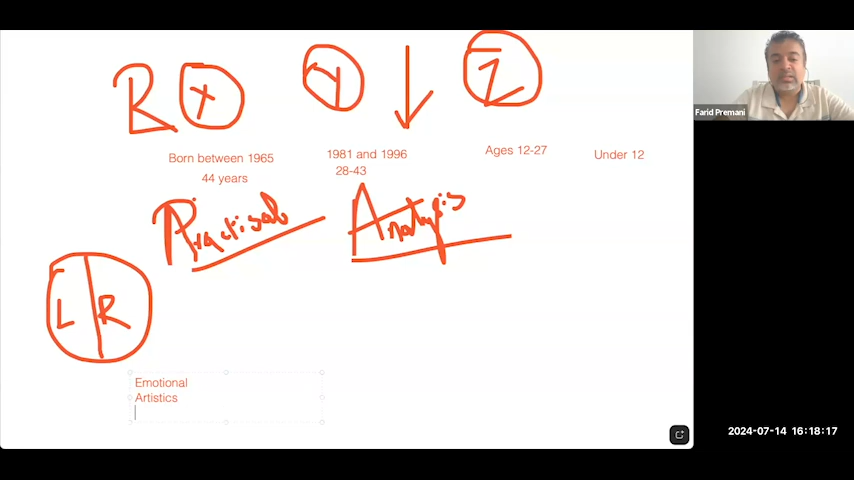 R X Y Z
Born between 1965
44 years
1981 and 1996
28-43
Ages 12-27
Under 12
Practical
Analysis
L R
Emotional
Artistics
Farid Premani
2024-07-14 16:18:17